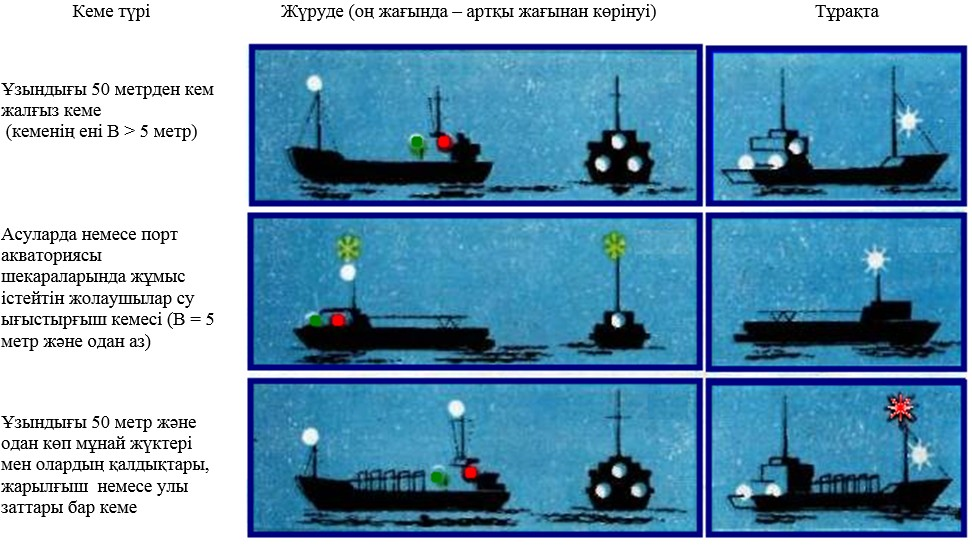 Кеме түрі
Жүруде (оң жағында – артқы жағынан көрінуі)
Тұрақта
Ұзындығы 50 метрден кем
жалғыз кеме
(кеменің ені В > 5 метр)
Асуларда немесе порт
акваториясы
шекараларында жұмыс
істейтін жолаушылар су
ығыстырғыш кемесі (В = 5
метр және одан аз)
Ұзындығы 50 метр және
одан көп мұнай жүктері
мен олардың қалдықтары,
жарылғыш немесе улы
заттары бар кеме